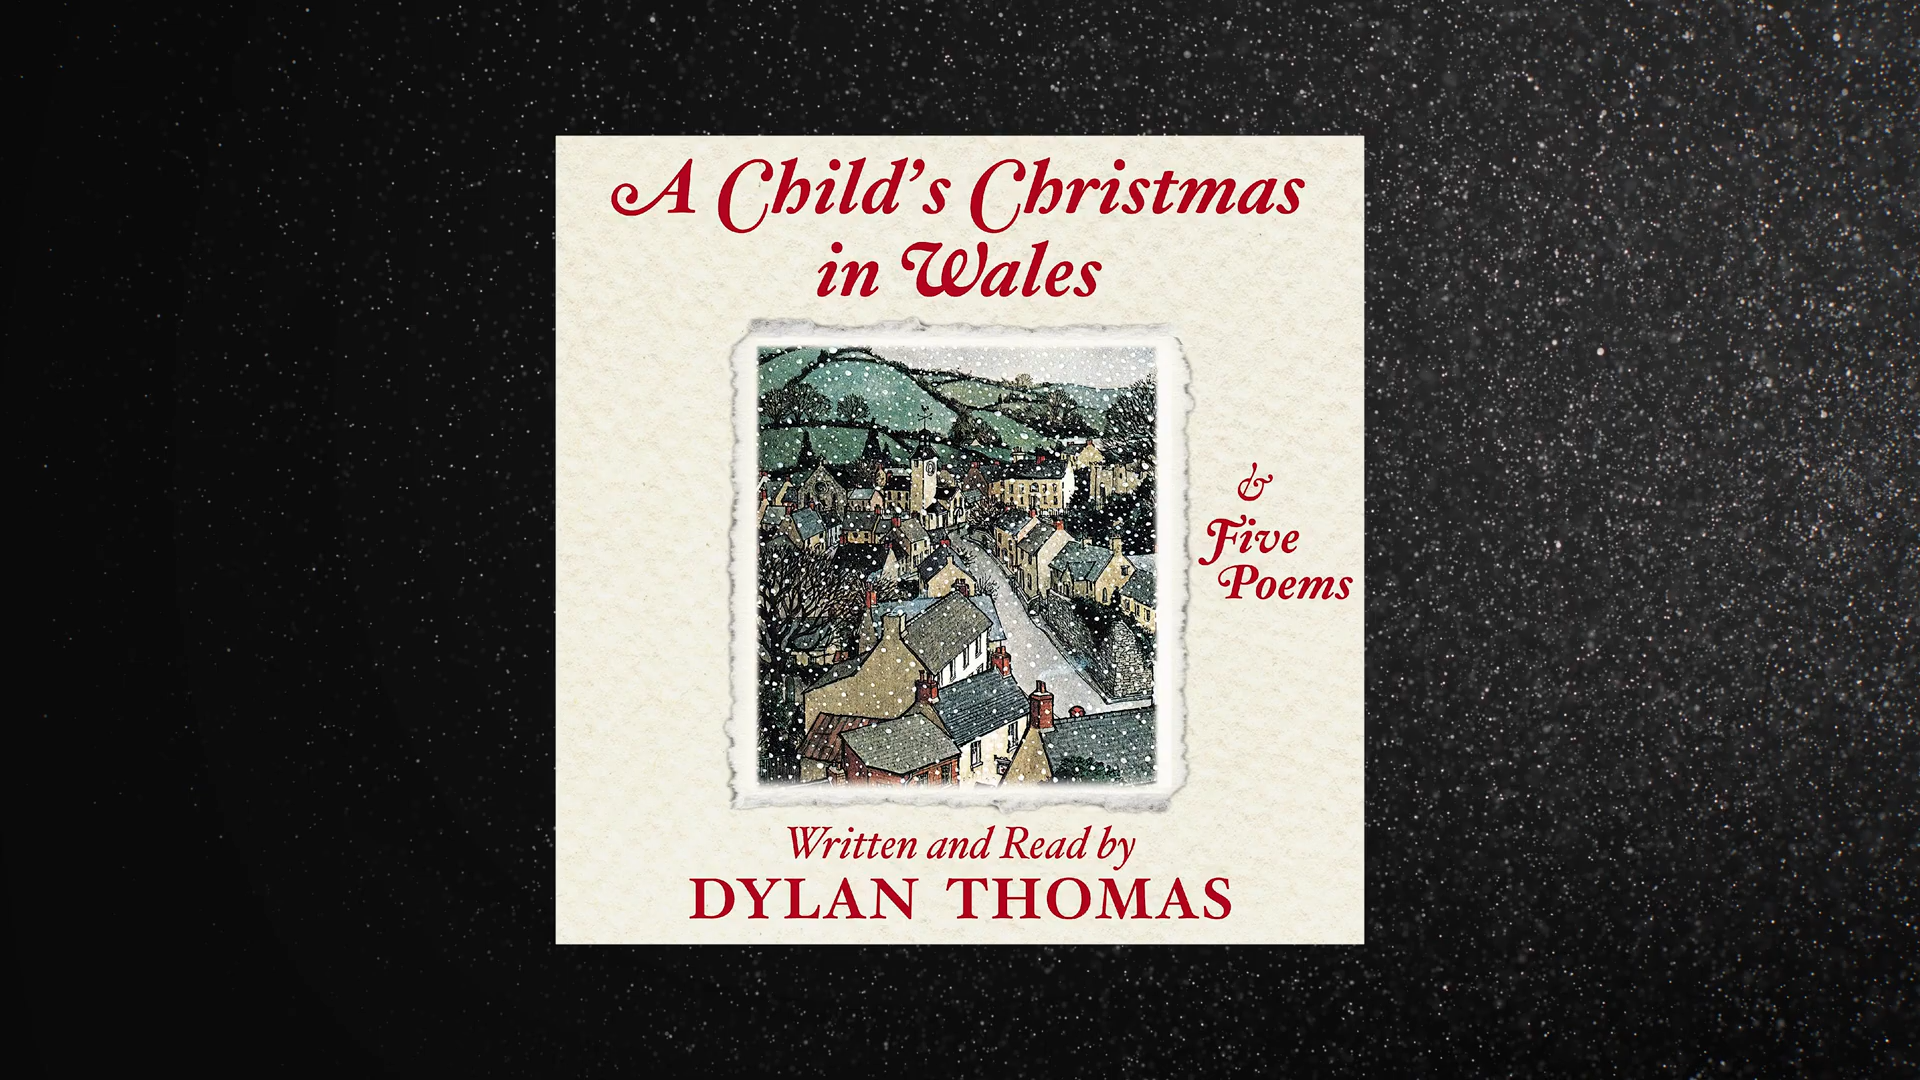 A Child's Christmas
in Wales
&
Five
Poems
Written and Read by
DYLAN THOMAS